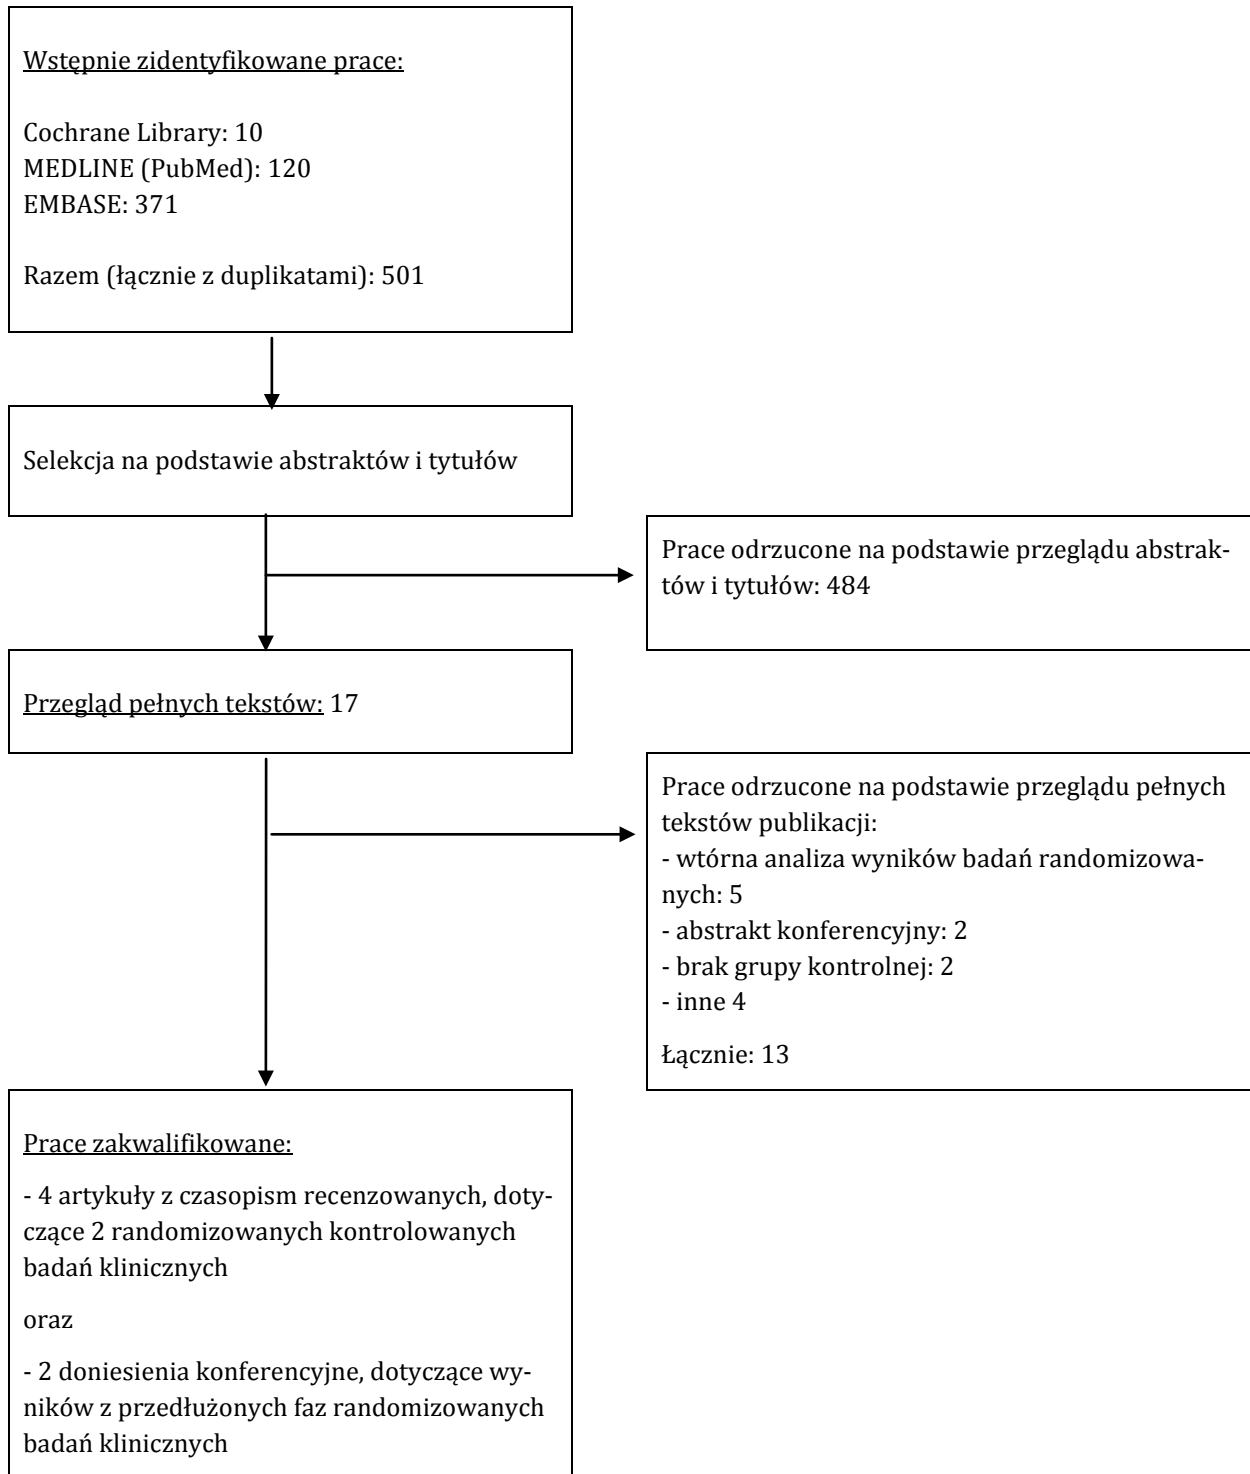 Wstępnie zidentyfikowane prace:
Cochrane Library: 10
MEDLINE (PubMed): 120
EMBASE: 371
Razem (łącznie z duplikatami): 501
Selekcja na podstawie abstraktów i tytułów
Prace odrzucone na podstawie przeglądu abstrak-
tów i tytułów: 484
Przegląd pełnych tekstów: 17
Prace odrzucone na podstawie przeglądu pełnych
tekstów publikacji:
- wtórna analiza wyników badań randomizowa-
nych: 5
- abstrakt konferencyjny: 2
- brak grupy kontrolnej: 2
- inne 4
Łącznie: 13
Prace zakwalifikowane:
- 4 artykuły z czasopism recenzowanych, doty-
czące 2 randomizowanych kontrolowanych
badań klinicznych
oraz
- 2 doniesienia konferencyjne, dotyczące wy-
ników z przedłużonych faz randomizowanych
badań klinicznych